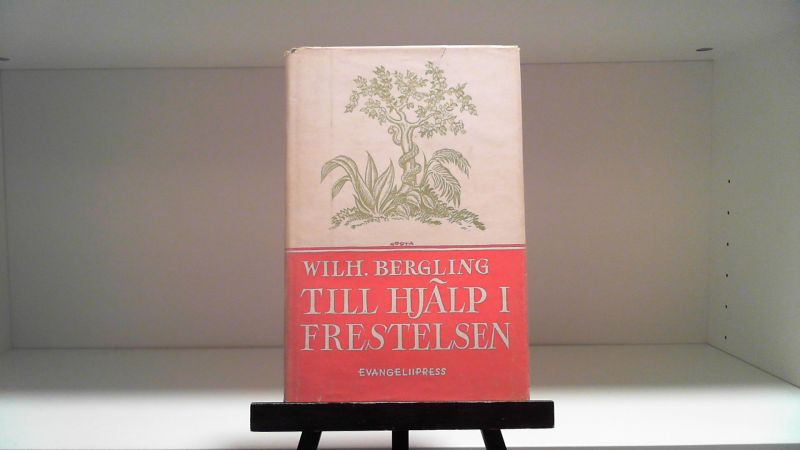 WILH. BERGLING
TILL HJÄLP I
FRESTELSEN
EVANGELIIPRESS